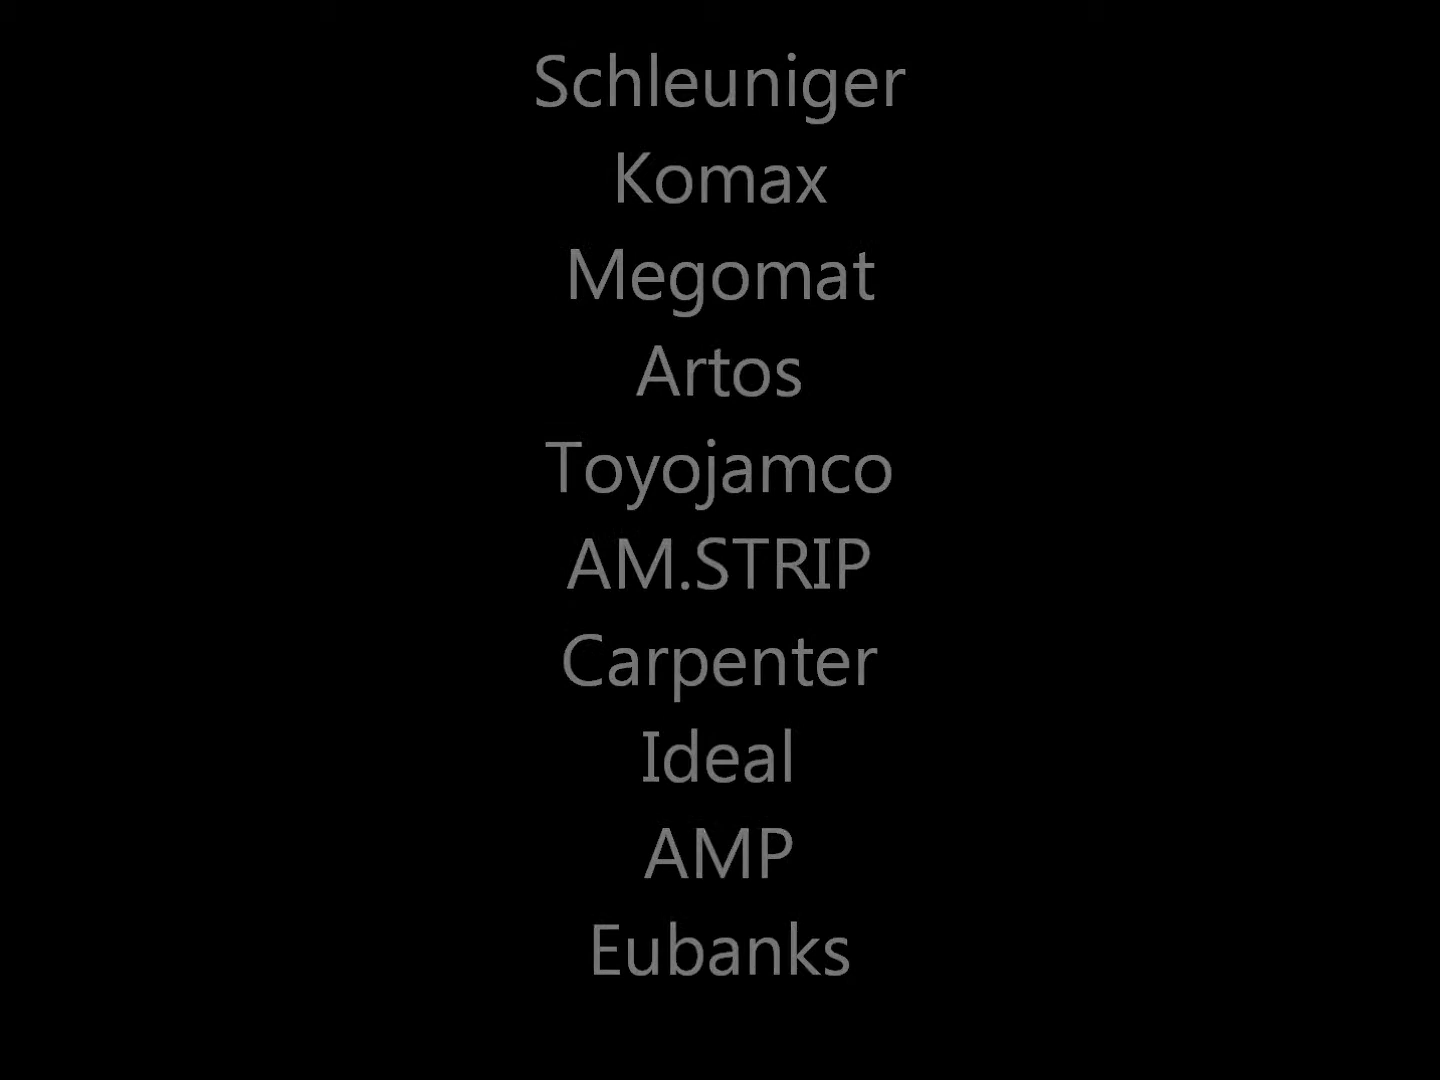 Schleuniger
Komax
Megomat
Artos
Toyojamco
AM.STRIP
Carpenter
Ideal
AMP
Eubanks